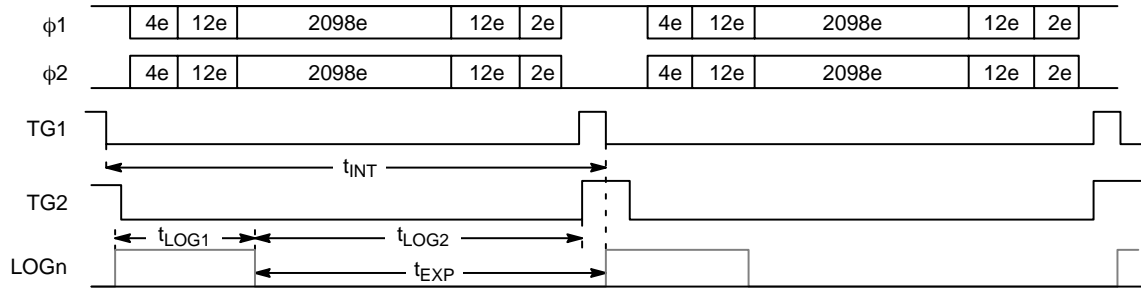 ϕ1 4e 12e 2098e 12e 2e 4e 12e 2098e 12e 2e
ϕ2 4e 12e 2098e 12e 2e 4e 12e 2098e 12e 2e
TG1
tINT
TG2
tLOG1 tLOG2
LOGn
tEXP